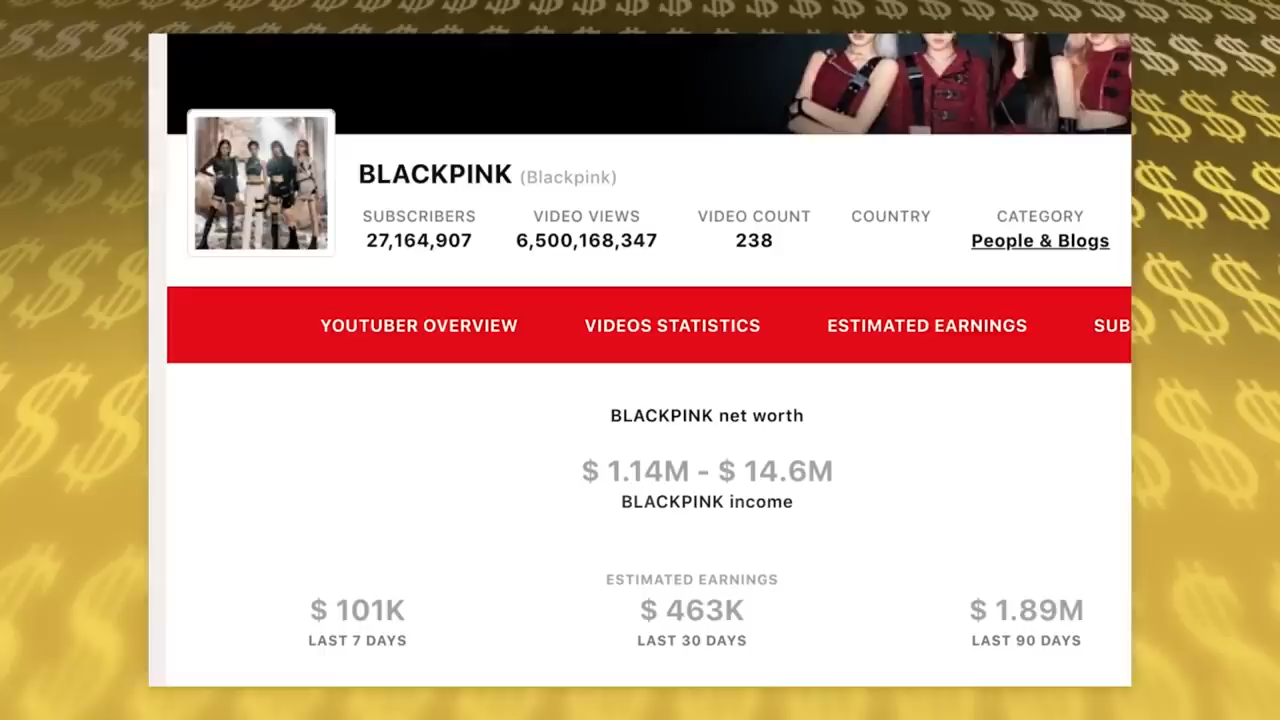 BLACKPINK (Blackpink)
SUBSCRIBERS VIDEO VIEWS VIDEO COUNT COUNTRY CATEGORY
27,164,907 6,500,168,347 238 People & Blogs
YOUTUBER OVERVIEW VIDEOS STATISTICS ESTIMATED EARNINGS SUB
BLACKPINK net worth
$ 1.14M - $ 14.6M
BLACKPINK income
ESTIMATED EARNINGS
$ 101K $ 463K $ 1.89M
LAST 7 DAYS LAST 30 DAYS LAST 90 DAYS